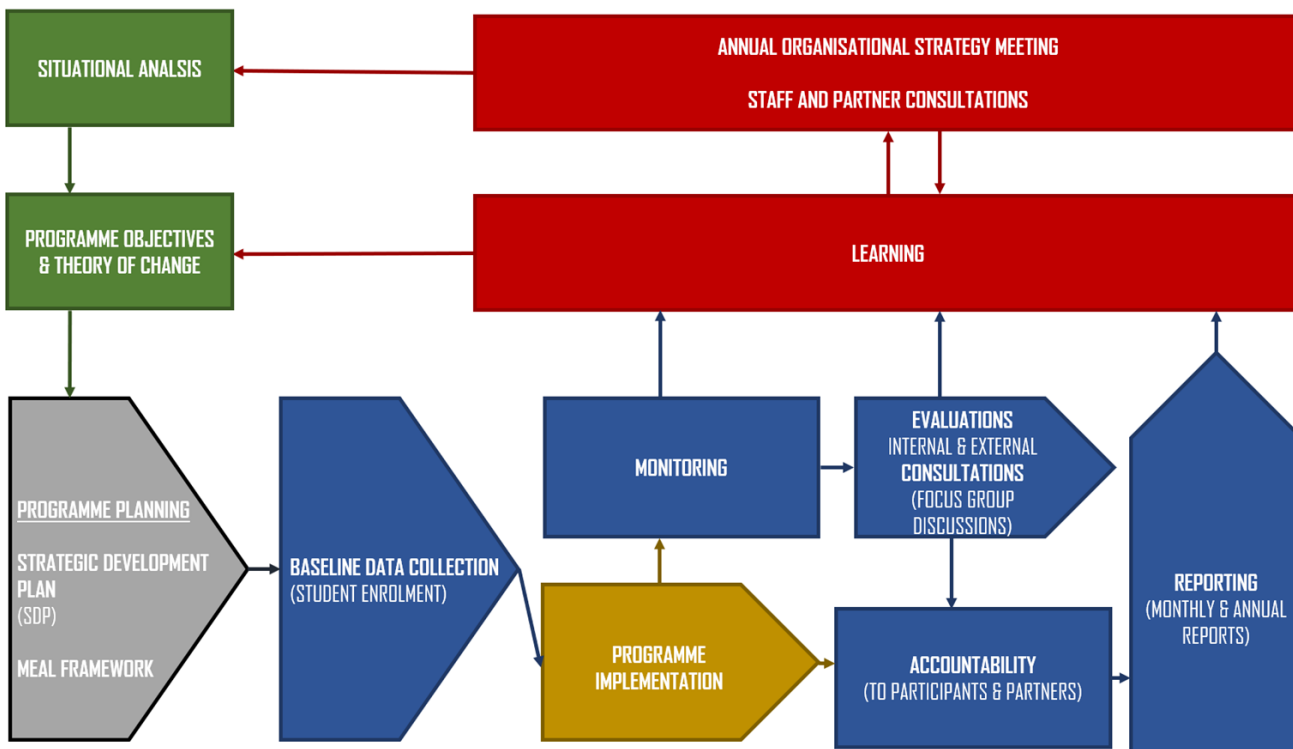 SITUATIONAL ANALSIS
ANNUAL ORGANISATIONAL STRATEGY MEETING
STAFF AND PARTNER CONSULTATIONS
PROGRAMME OBJECTIVES
& THEORY OF CHANGE
LEARNING
PROGRAMME PLANNING
STRATEGIC DEVELOPMENT
PLAN
(SDP)
MEAL FRAMEWORK
BASELINE DATA COLLECTION
(STUDENT ENROLMENT)
MONITORING
EVALUATIONS
INTERNAL & EXTERNAL
CONSULTATIONS
(FOCUS GROUP
DISCUSSIONS)
PROGRAMME
IMPLEMENTATION
ACCOUNTABILITY
(TO PARTICIPANTS & PARTNERS)
REPORTING
(MONTHLY & ANNUAL
REPORTS)